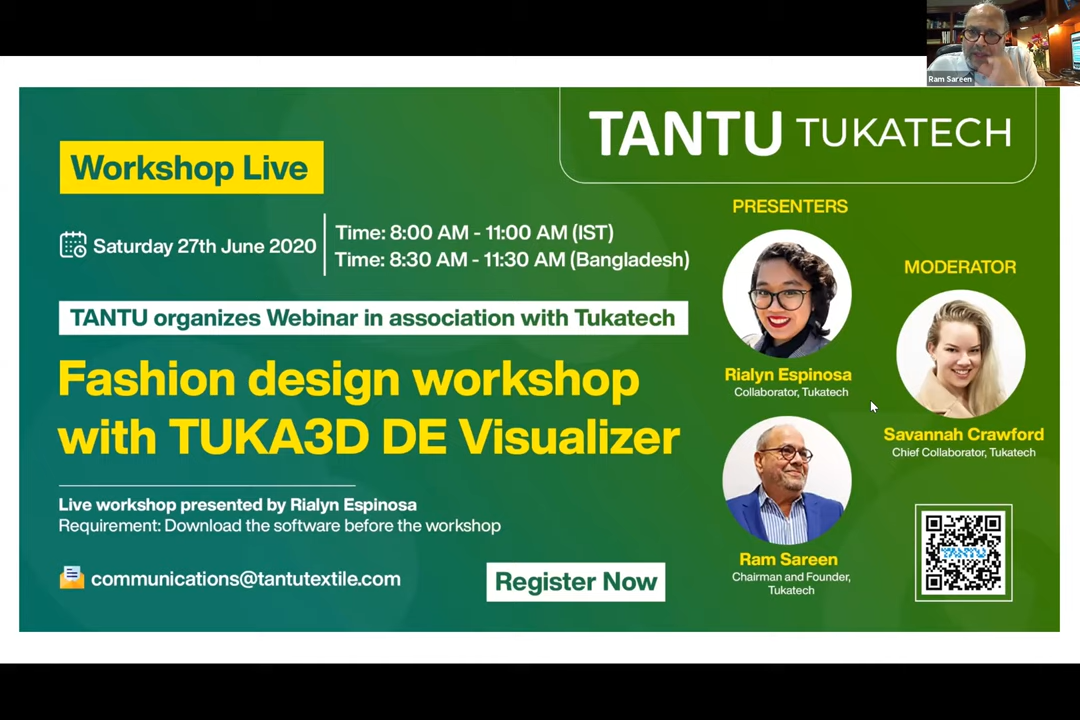 Ram Sareen
TANTU TUKATECH
Workshop Live
Saturday 27th June 2020
Time: 8:00 AM - 11:00 AM (IST)
Time: 8:30 AM - 11:30 AM (Bangladesh)
TANTU organizes Webinar in association with Tukatech
Fashion design workshop
with TUKA3D DE Visualizer
Live workshop presented by Rialyn Espinosa
Requirement: Download the software before the workshop
communications@tantutextile.com
Register Now
PRESENTERS
Rialyn Espinosa
Collaborator, Tukatech
Ram Sareen
Chairman and Founder,
Tukatech
MODERATOR
Savannah Crawford
Chief Collaborator, Tukatech